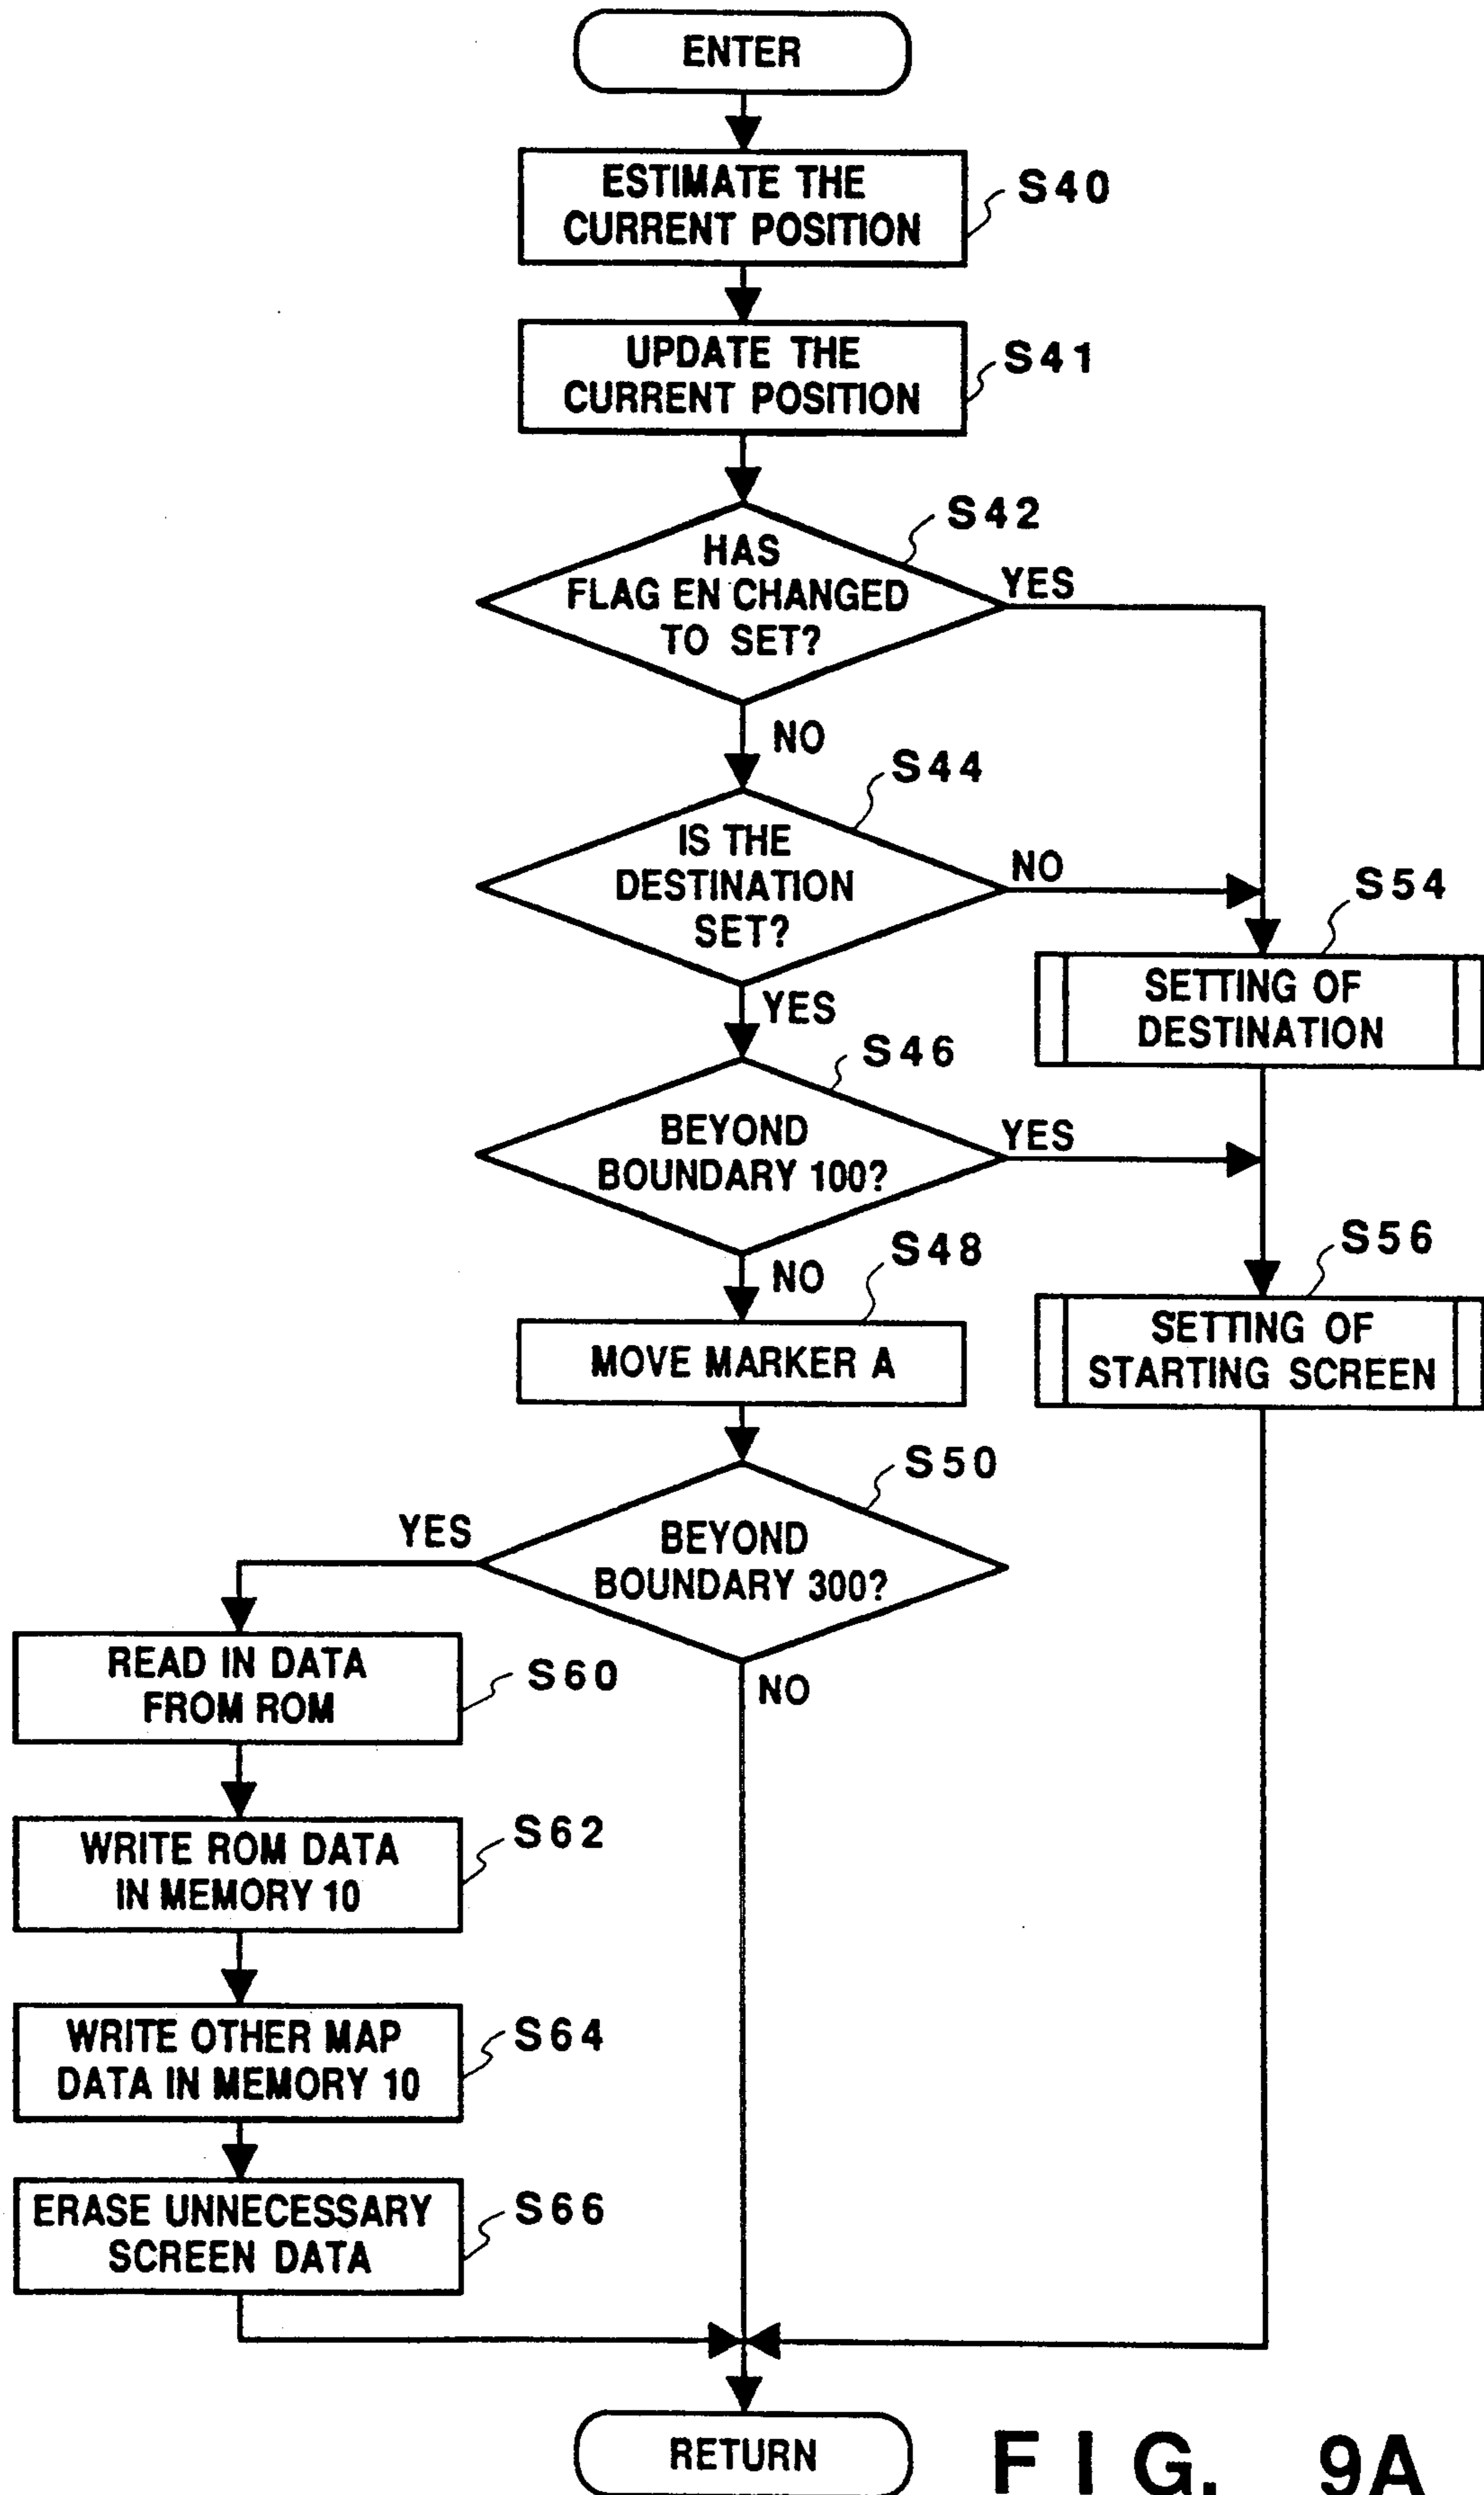 ENTER
ESTIMATE THE
CURRENT POSITION
S40
UPDATE THE
CURRENT POSITION
S41
S42
HAS
FLAG EN CHANGED
TO SET?
YES
NO
S44
IS THE
DESTINATION
SET?
NO
YES
S54
SETTING OF
DESTINATION
S46
BEYOND
BOUNDARY 100?
YES
NO
S48
MOVE MARKER A
S56
SETTING OF
STARTING SCREEN
S50
BEYOND
BOUNDARY 300?
YES
NO
READ IN DATA
FROM ROM
S60
WRITE ROM DATA
IN MEMORY 10
S62
WRITE OTHER MAP
DATA IN MEMORY 10
S64
ERASE UNNECESSARY
SCREEN DATA
S66
RETURN
FIG. 9A